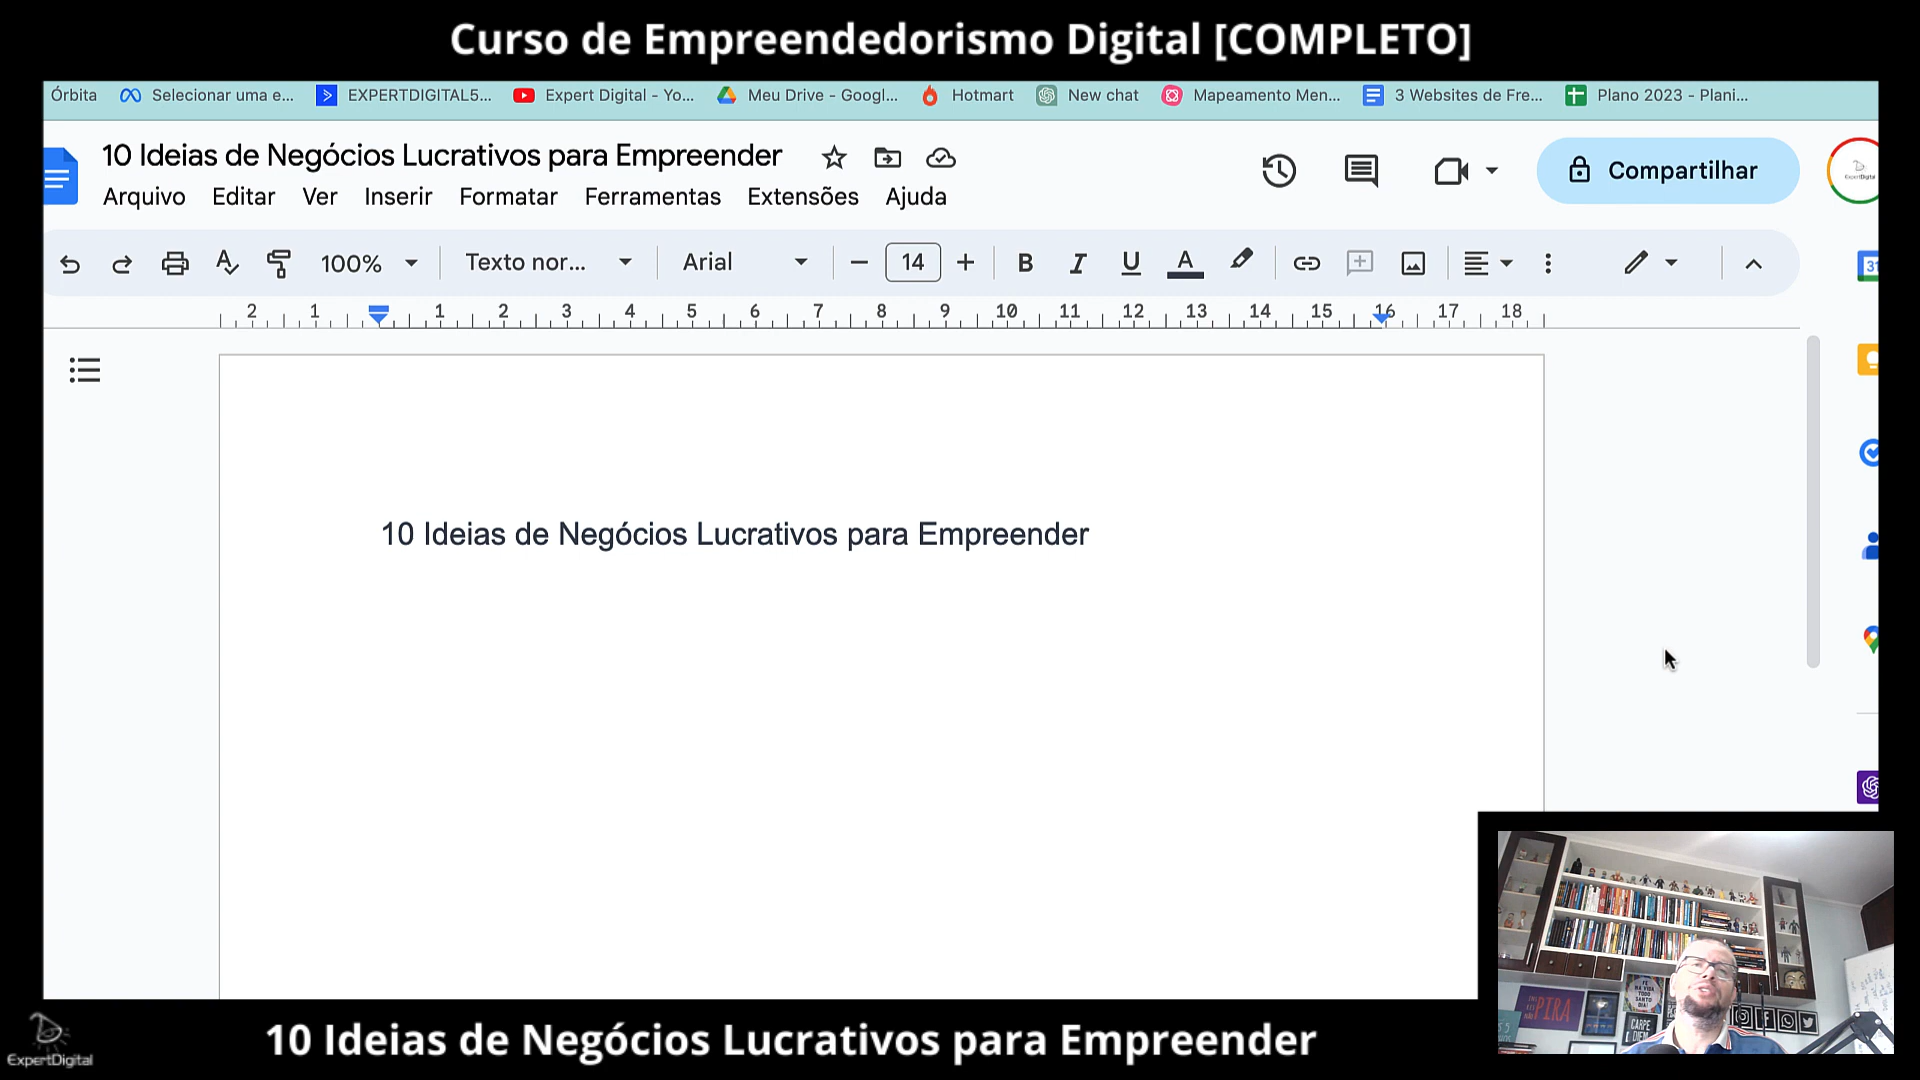 Curso de Empreendedorismo Digital [COMPLETO]
Órbita Selecionar uma e... EXPERTDIGITAL5... Expert Digital - Yo... Meu Drive - Googl... Hotmart New chat Mapeamento Men... 3 Websites de Fre... Plano 2023 - Plani...
10 Ideias de Negócios Lucrativos para Empreender
Compartilhar
Arquivo Editar Ver Inserir Formatar Ferramentas Extensões Ajuda
100% Texto nor... Arial 14 B I U A
31
2 1 1 2 3 4 5 6 7 8 9 10 11 12 13 14 15 16 17 18
10 Ideias de Negócios Lucrativos para Empreender
PIRA
CARPE
DIEM
ExpertDigital
10 Ideias de Negócios Lucrativos para Empreender